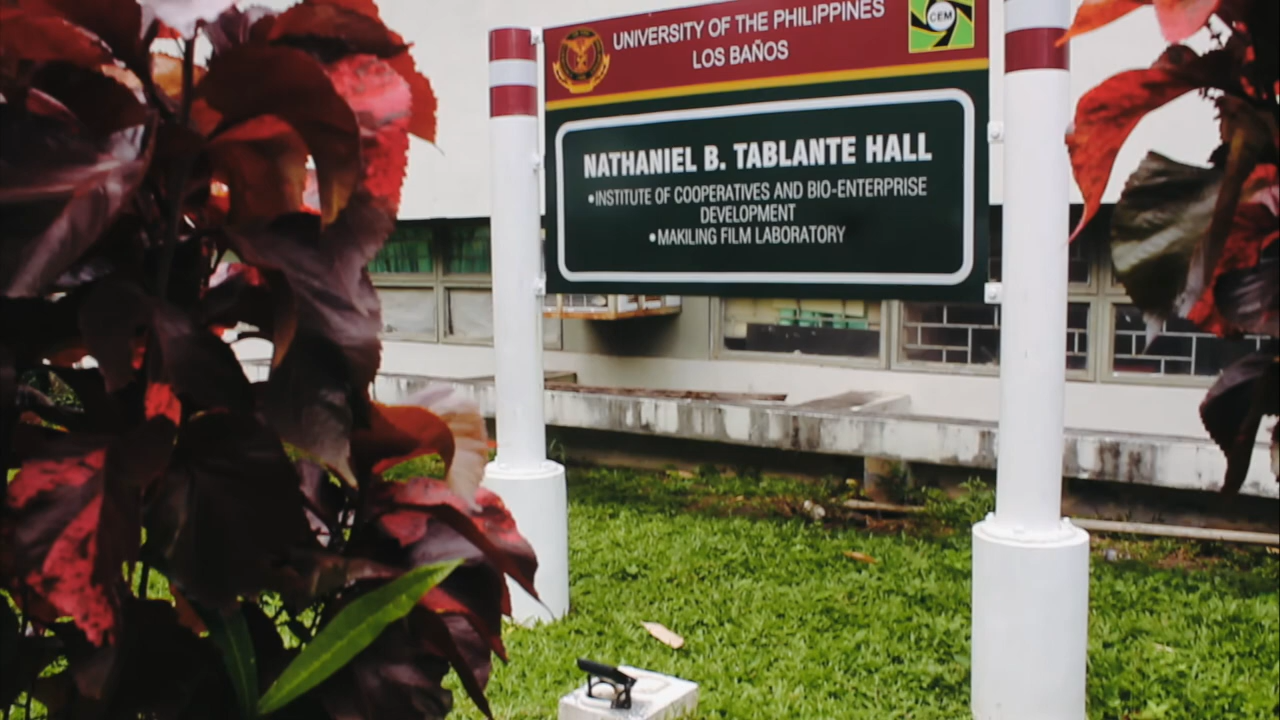 UNIVERSITY OF THE PHILIPPINES
LOS BAÑOS
CEM
NATHANIEL B. TABLANTE HALL
•INSTITUTE OF COOPERATIVES AND BIO-ENTERPRISE
DEVELOPMENT
•MAKILING FILM LABORATORY